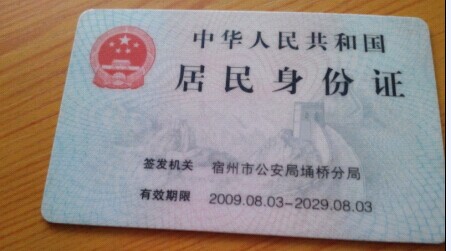 中华人民共和国
居民身份证
签发机关 宿州市公安局埇桥分局
有效期限 2009.08.03-2029.08.03